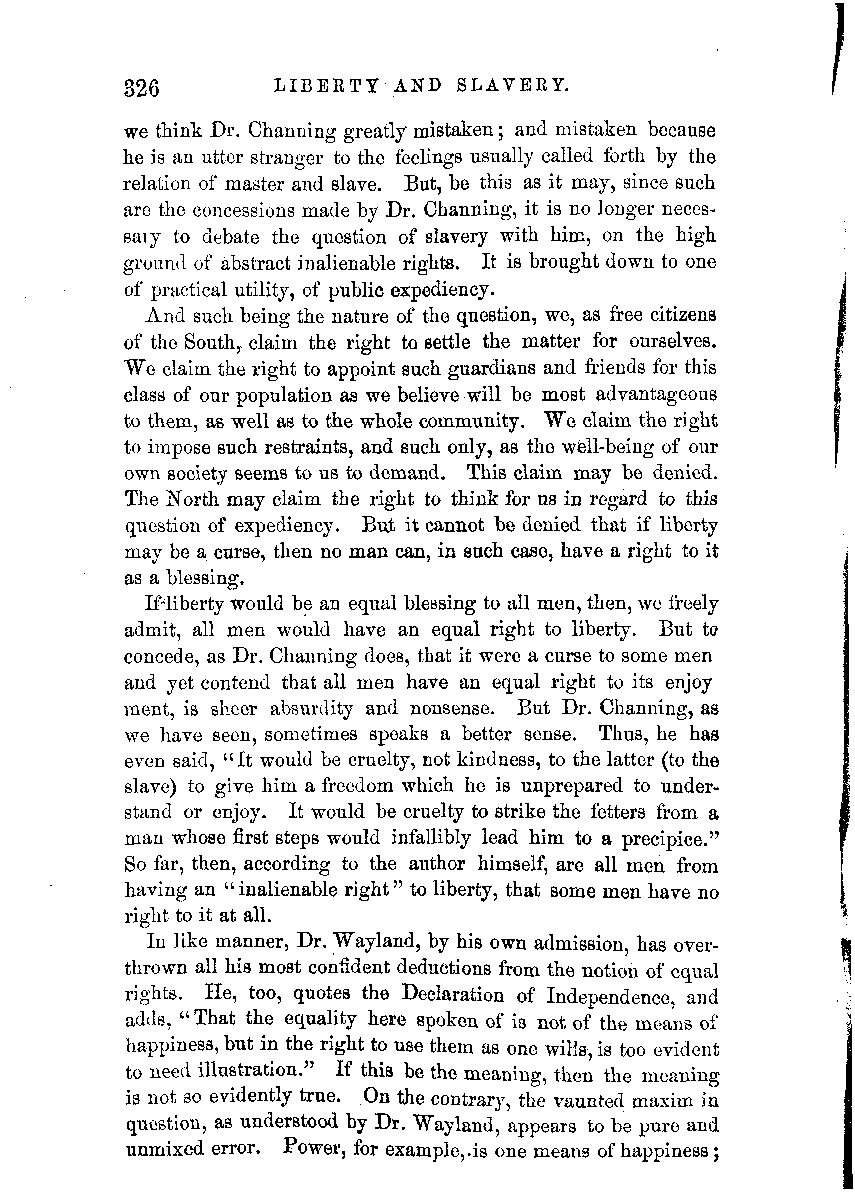 326 LIBERTY AND SLAVERY.
we think Dr. Channing greatly mistaken; and mistaken because
he is an utter stranger to the feelings usually called forth by the
relation of master and slave. But, be this as it may, since such
are the concessions made by Dr. Channing, it is no longer neces-
sary to debate the question of slavery with him, on the high
ground of abstract inalienable rights. It is brought down to one
of practical utility, of public expediency.
And such being the nature of the question, we, as free citizens
of the South, claim the right to settle the matter for ourselves.
We claim the right to appoint such guardians and friends for this
class of our population as we believe will be most advantageous
to them, as well as to the whole community. We claim the right
to impose such restraints, and such only, as the well-being of our
own society seems to us to demand. This claim may be denied.
The North may claim the right to think for us in regard to this
question of expediency. But it cannot be denied that if liberty
may be a curse, then no man can, in such case, have a right to it
as a blessing.
If liberty would be an equal blessing to all men, then, we freely
admit, all men would have an equal right to liberty. But to
concede, as Dr. Channing does, that it were a curse to some men
and yet contend that all men have an equal right to its enjoy
ment, is sheer absurdity and nonsense. But Dr. Channing, as
we have seen, sometimes speaks a better sense. Thus, he has
even said, "It would be cruelty, not kindness, to the latter (to the
slave) to give him a freedom which he is unprepared to under-
stand or enjoy. It would be cruelty to strike the fetters from a
man whose first steps would infallibly lead him to a precipice."
So far, then, according to the author himself, are all men from
having an "inalienable right" to liberty, that some men have no
right to it at all.
In like manner, Dr. Wayland, by his own admission, has over-
thrown all his most confident deductions from the notion of equal
rights. He, too, quotes the Declaration of Independence, and
adds, "That the equality here spoken of is not of the means of
happiness, but in the right to use them as one wills, is too evident
to need illustration." If this be the meaning, then the meaning
is not so evidently true. On the contrary, the vaunted maxim in
question, as understood by Dr. Wayland, appears to be pure and
unmixed error. Power, for example, is one means of happiness;